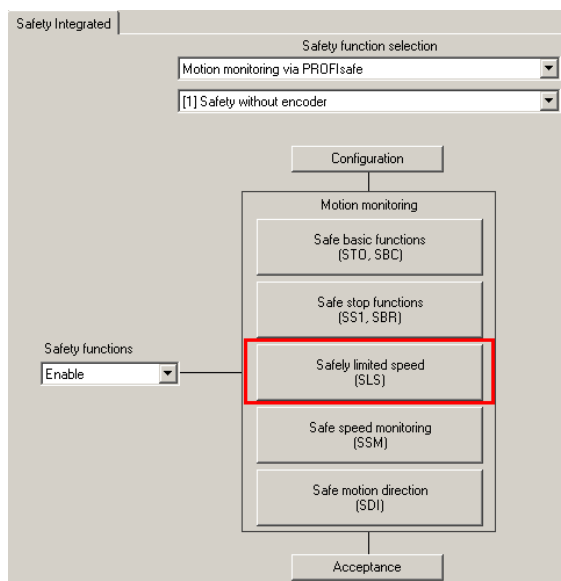 Safety Integrated
Safety function selection
Motion monitoring via PROFIsafe
[1] Safety without encoder
Configuration
Motion monitoring
Safe basic functions
(STO, SBC)
Safe stop functions
(SS1, SBR)
Safety functions
Enable
Safely limited speed
(SLS)
Safe speed monitoring
(SSM)
Safe motion direction
(SDI)
Acceptance